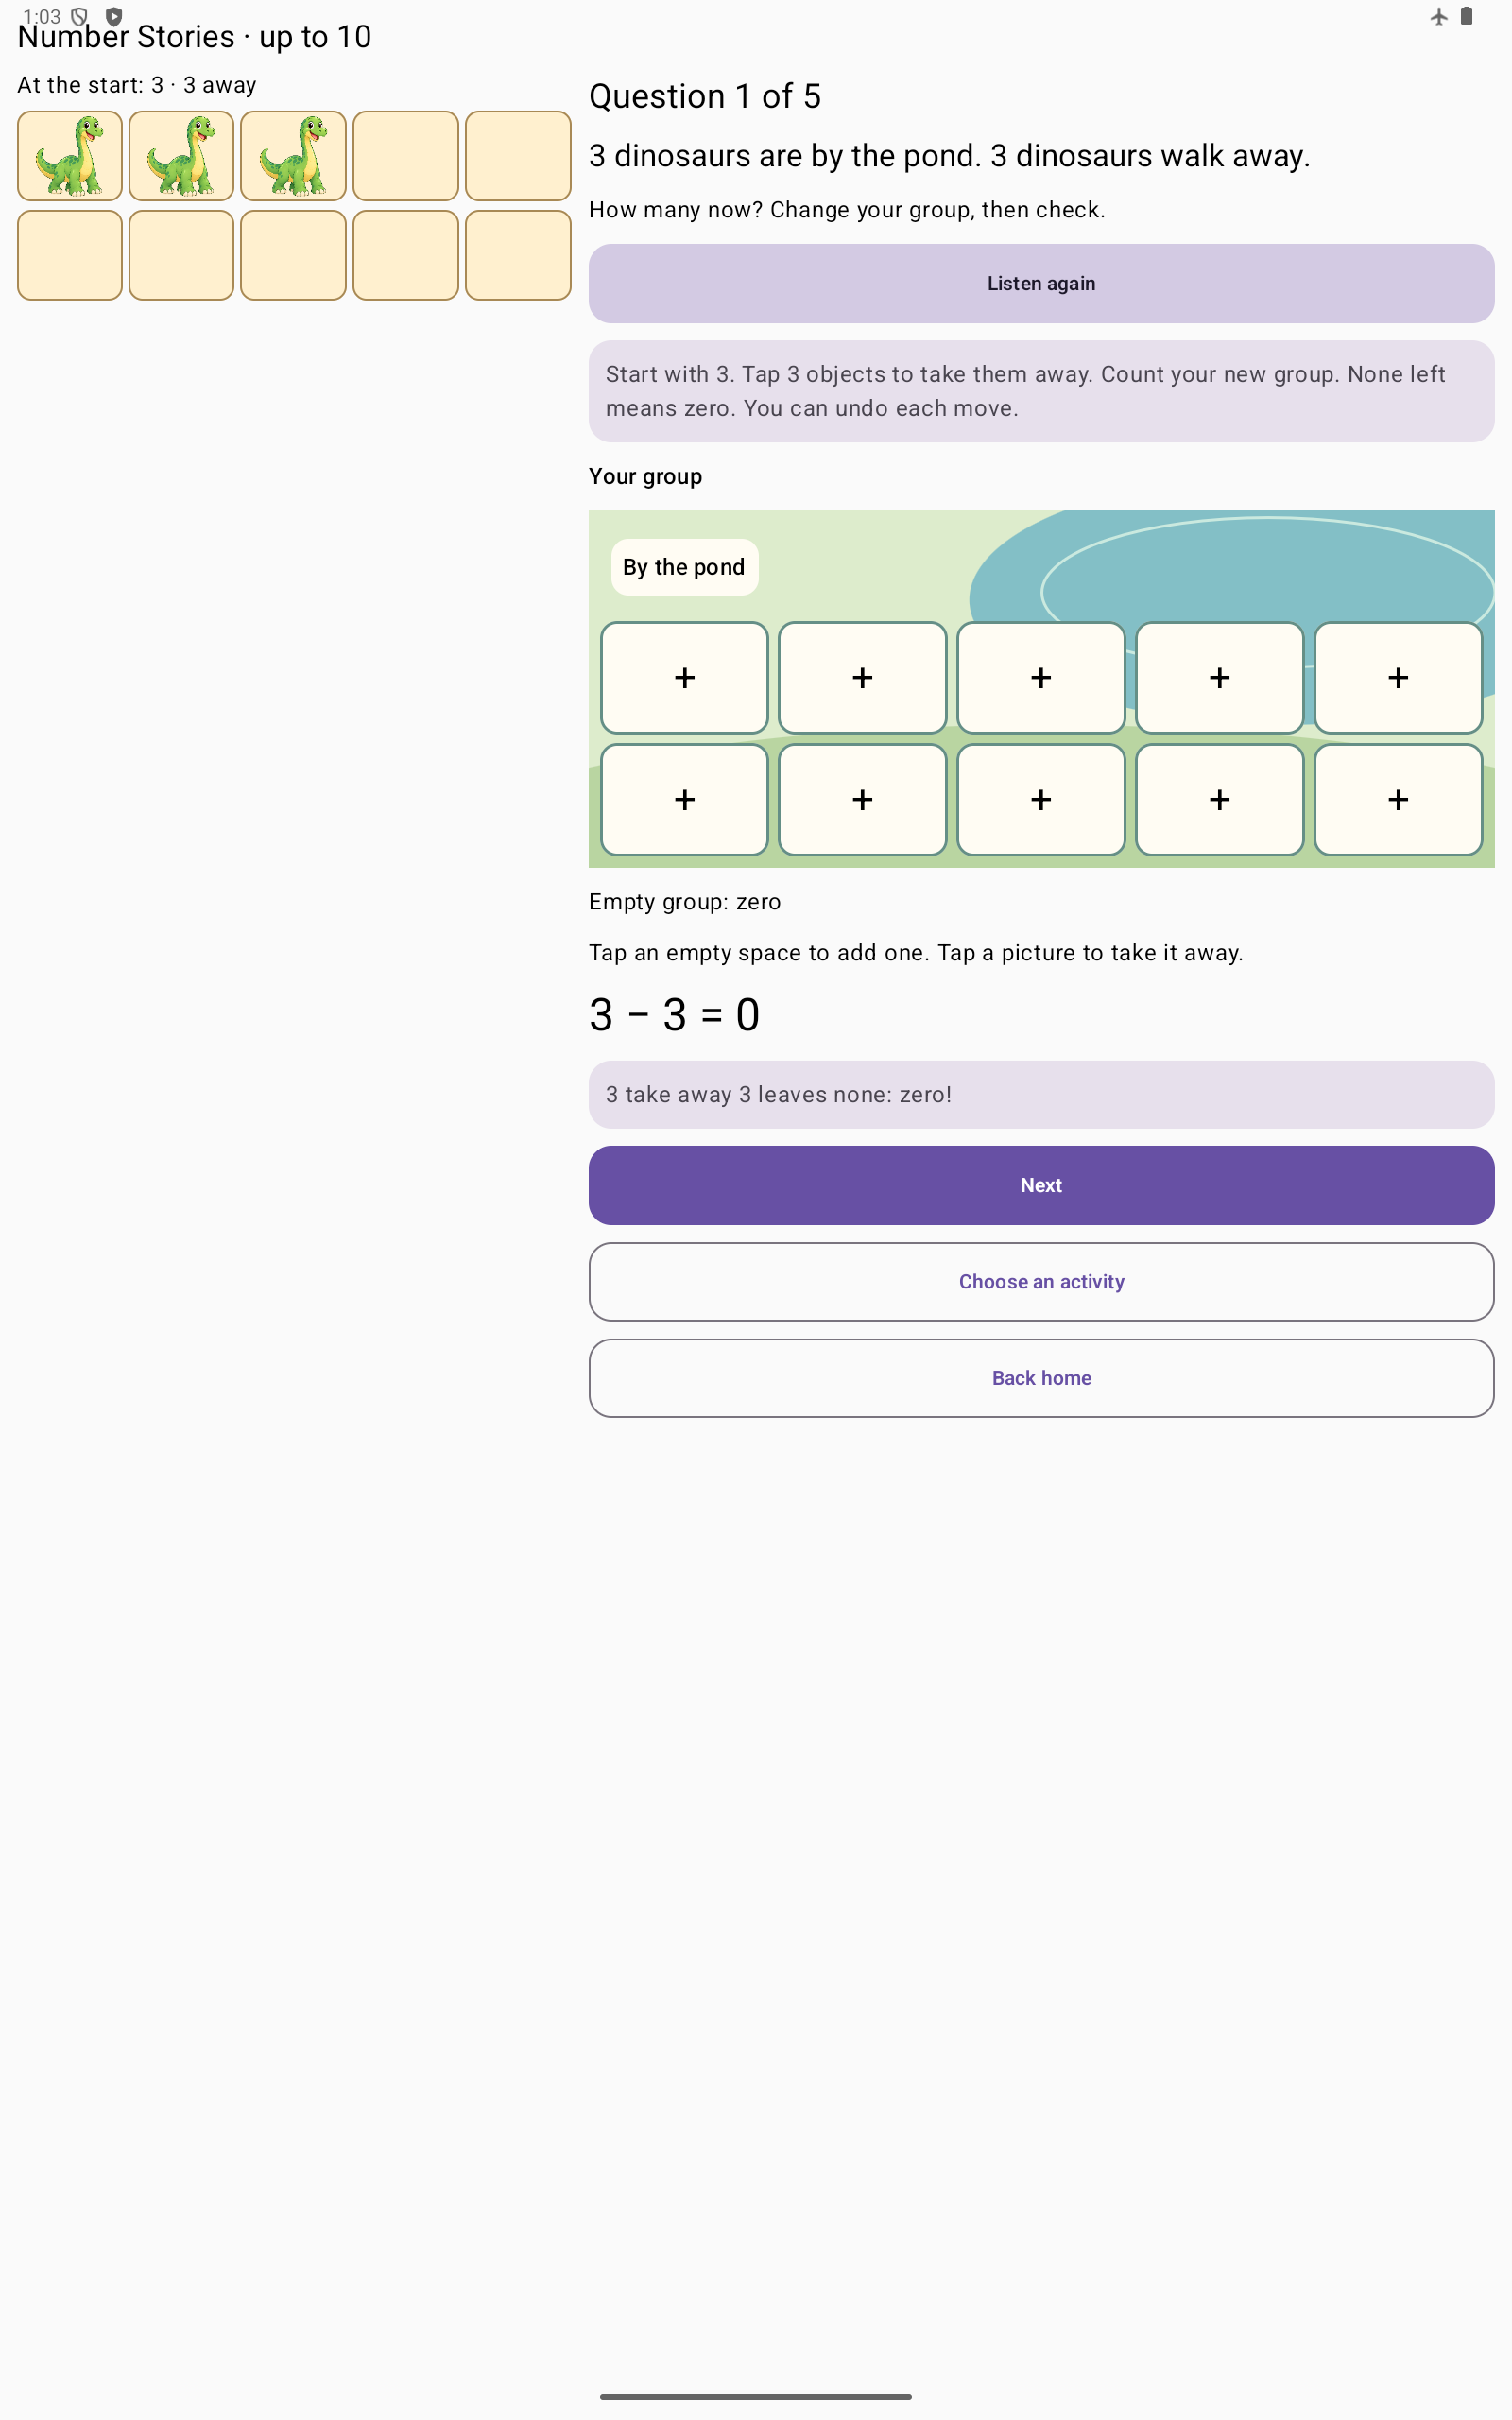 1:03
Number Stories · up to 10
At the start: 3 · 3 away
Question 1 of 5
3 dinosaurs are by the pond. 3 dinosaurs walk away.
How many now? Change your group, then check.
Listen again
Start with 3. Tap 3 objects to take them away. Count your new group. None left
means zero. You can undo each move.
Your group
By the pond
+ + + + +
+ + + + +
Empty group: zero
Tap an empty space to add one. Tap a picture to take it away.
3 − 3 = 0
3 take away 3 leaves none: zero!
Next
Choose an activity
Back home